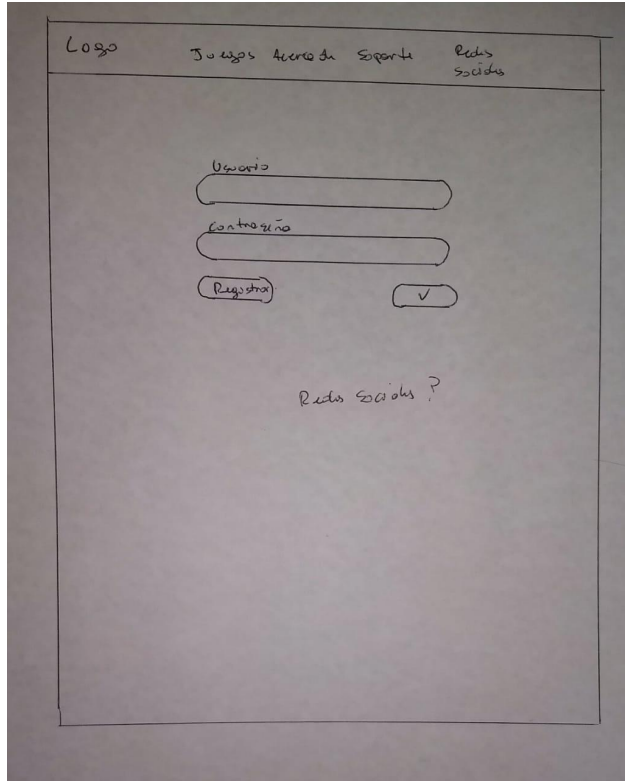 Logo Juegos Acerca de Soporte Redes
Sociales
Usuario
Contraseña
Registrar ✓
Redes Sociales ?